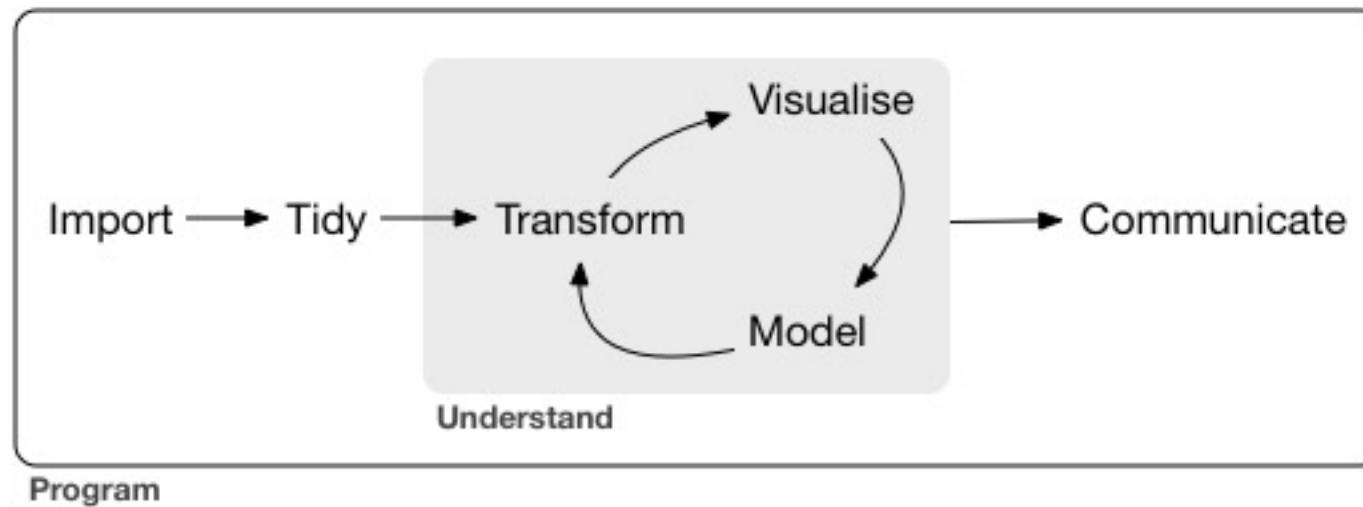 Visualise
Import
Tidy
Transform
Communicate
Model
Understand
Program